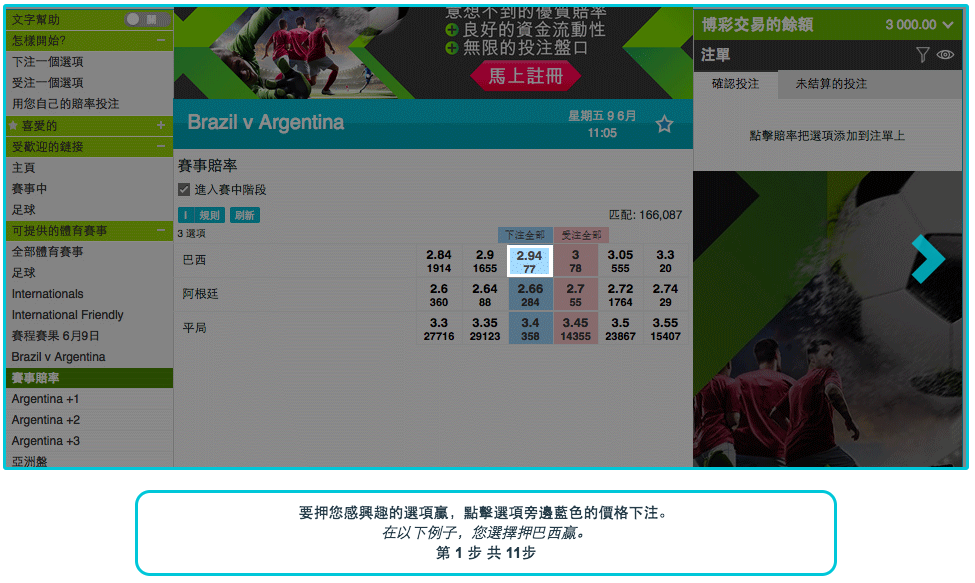 文字幫助 關
怎樣開始? −
下注一個選項
受注一個選項
用您自己的賠率投注
喜愛的 +
受歡迎的鏈接 −
主頁
賽事中
足球
可提供的體育賽事 −
全部體育賽事
足球
Internationals
International Friendly
賽程賽果 6月9日
Brazil v Argentina
賽事賠率
Argentina +1
Argentina +2
Argentina +3
亞洲盤
意想不到的優質賠率
良好的資金流動性
無限的投注盤口
馬上註冊
Brazil v Argentina
星期五 9 6月
11:05
賽事賠率
進入賽中階段
i 規則 刷新
匹配: 166,087
3 選項
下注全部 受注全部
巴西 2.84 2.9 2.94 3 3.05 3.3
1914 1655 77 78 555 20
阿根廷 2.6 2.64 2.66 2.7 2.72 2.74
360 88 284 55 1764 29
平局 3.3 3.35 3.4 3.45 3.5 3.55
27716 29123 358 14355 23867 15407
博彩交易的餘額 3 000.00
注單
確認投注 未結算的投注
點擊賠率把選項添加到注單上
要押您感興趣的選項贏，點擊選項旁邊藍色的價格下注。
在以下例子，您選擇押巴西贏。
第 1 步 共 11步